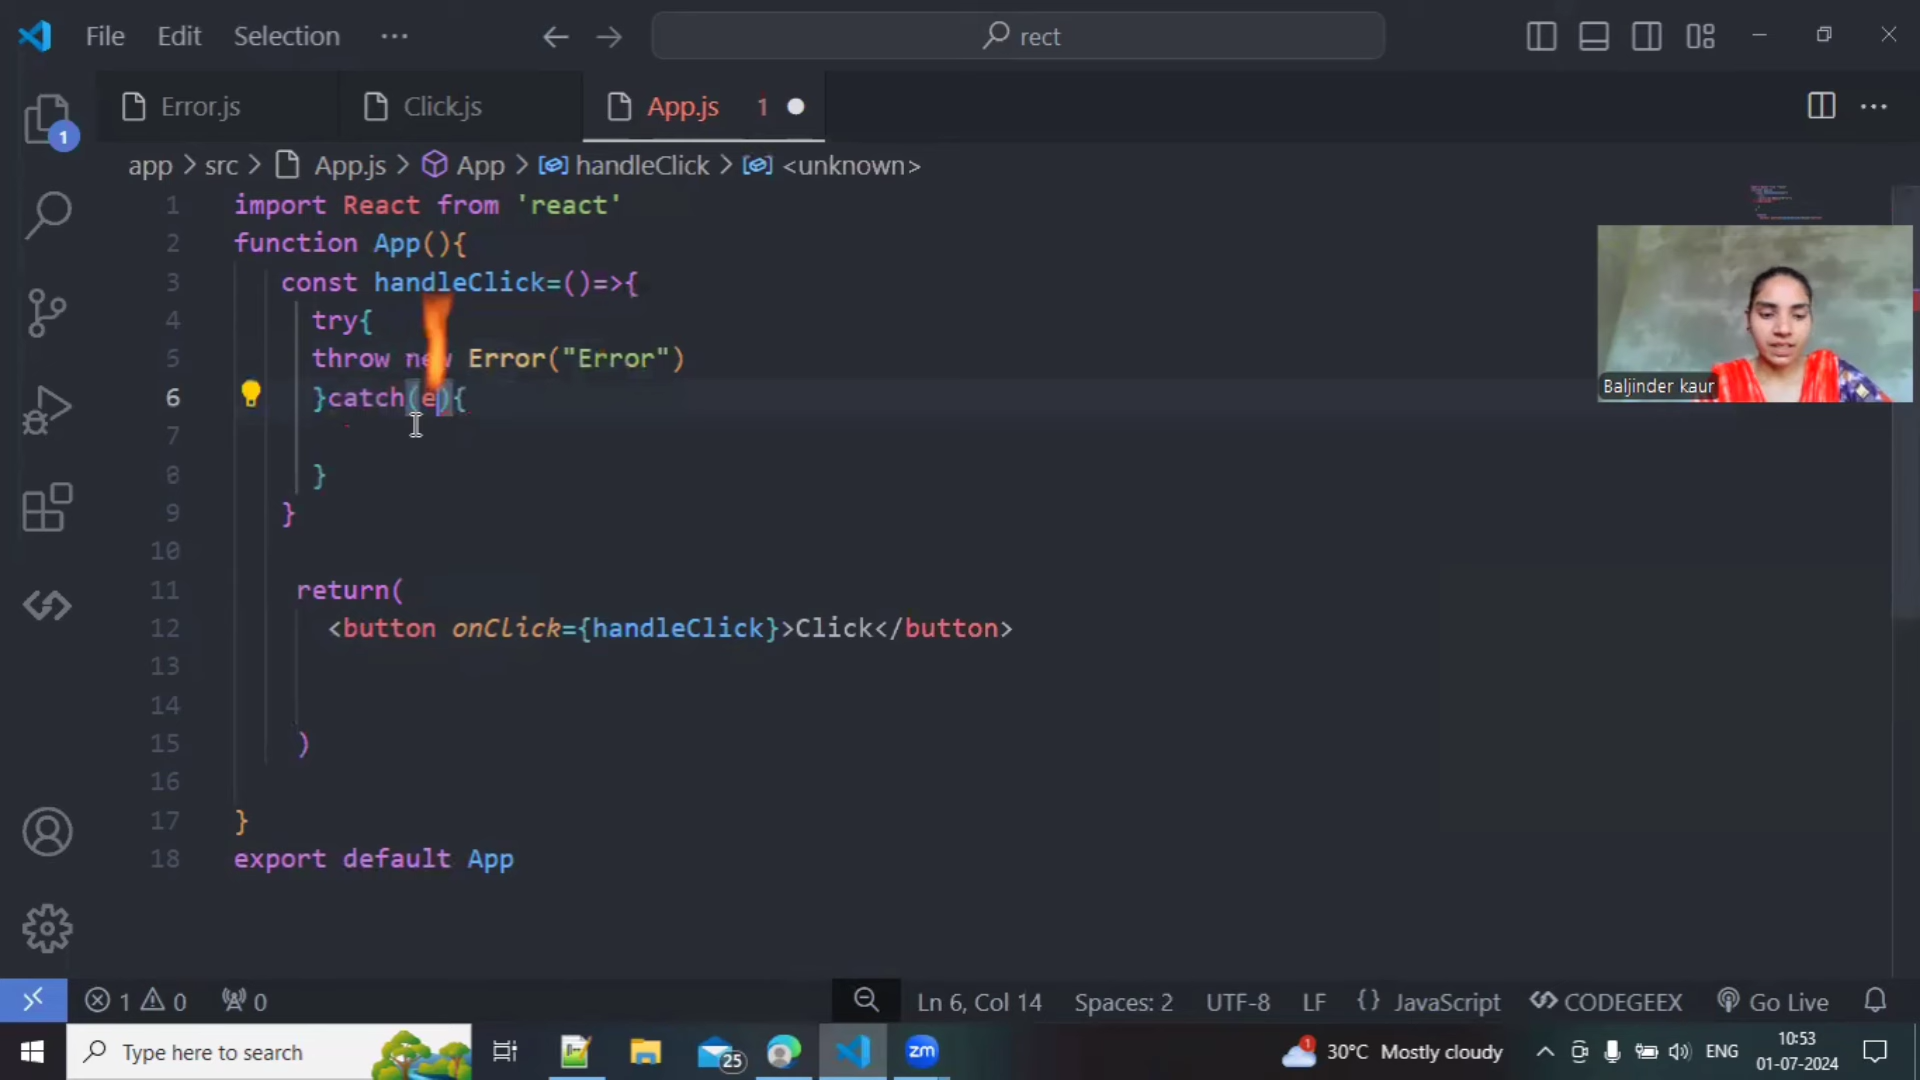 File Edit Selection ··· rect
Error.js Click.js App.js 1
app > src > App.js > App > handleClick > <unknown>
1 import React from 'react'
2 function App(){
3 const handleClick=()=>{
4 try{
5 throw new Error("Error")
6 }catch(e){
7
8 }
9 }
10
11 return(
12 <button onClick={handleClick}>Click</button>
13
14
15 )
16
17 }
18 export default App
1
Baljinder kaur
1 0 0 Ln 6, Col 14 Spaces: 2 UTF-8 LF {} JavaScript CODEGEEX Go Live
Type here to search 25 zm 1 30°C Mostly cloudy ENG 10:53
01-07-2024